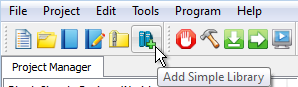 File Project Edit Tools Program Help
Project Manager
Add Simple Library